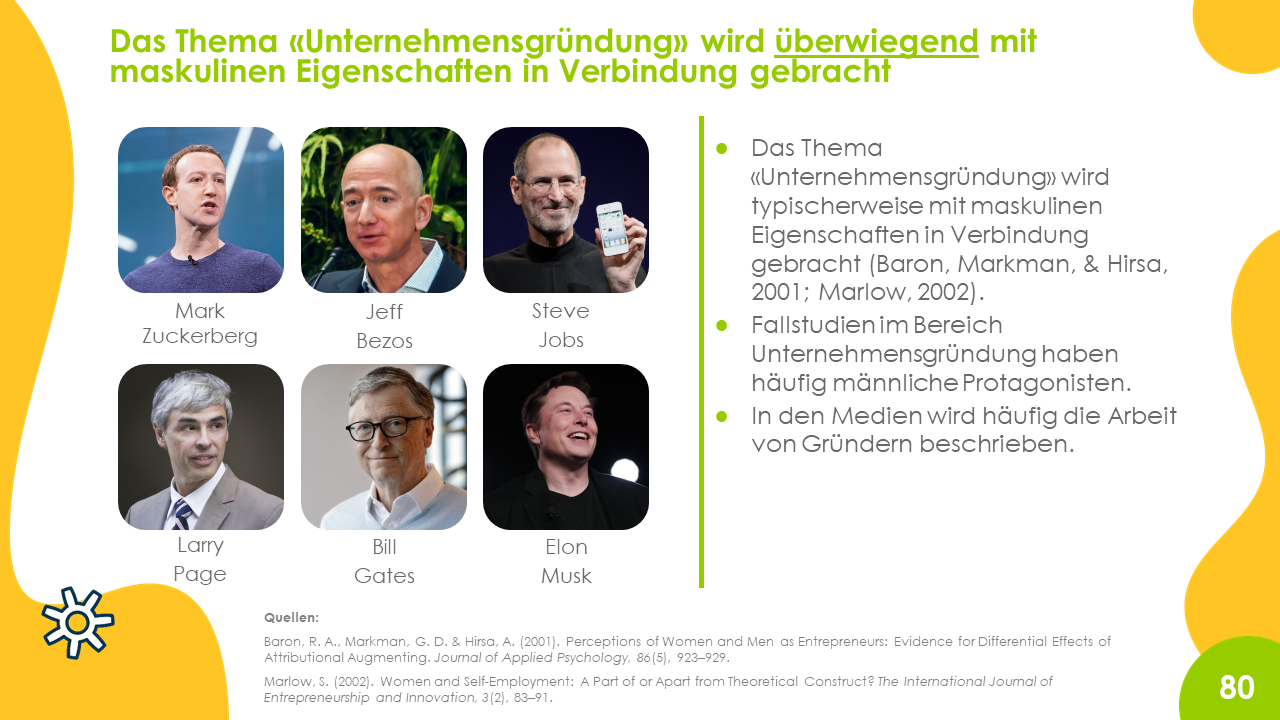 Das Thema «Unternehmensgründung» wird überwiegend mit
maskulinen Eigenschaften in Verbindung gebracht
Mark
Zuckerberg
Jeff
Bezos
Steve
Jobs
Larry
Page
Bill
Gates
Elon
Musk
● Das Thema
«Unternehmensgründung» wird
typischerweise mit maskulinen
Eigenschaften in Verbindung
gebracht (Baron, Markman, & Hirsa,
2001; Marlow, 2002).
● Fallstudien im Bereich
Unternehmensgründung haben
häufig männliche Protagonisten.
● In den Medien wird häufig die Arbeit
von Gründern beschrieben.
Quellen:
Baron, R. A., Markman, G. D. & Hirsa, A. (2001). Perceptions of Women and Men as Entrepreneurs: Evidence for Differential Effects of
Attributional Augmenting. Journal of Applied Psychology, 86(5), 923–929.
Marlow, S. (2002). Women and Self-Employment: A Part of or Apart from Theoretical Construct? The International Journal of
Entrepreneurship and Innovation, 3(2), 83–91.
80